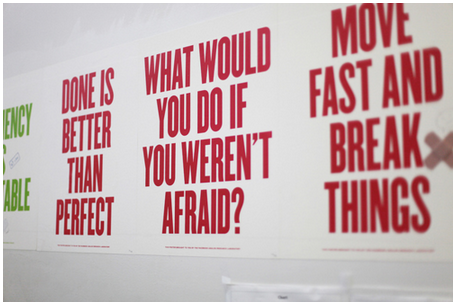 DONE IS
BETTER
THAN
PERFECT
WHAT WOULD
YOU DO IF
YOU WEREN'T
AFRAID?
MOVE
FAST AND
BREAK
THINGS